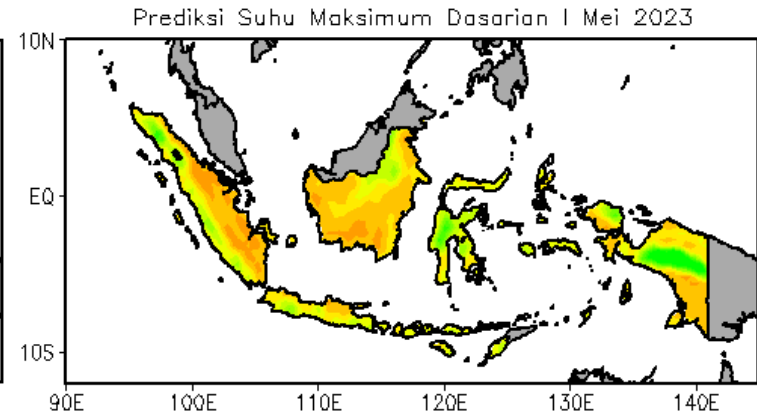 Prediksi Suhu Maksimum Dasarian I Mei 2023
10N
EQ
10S
90E 100E 110E 120E 130E 140E